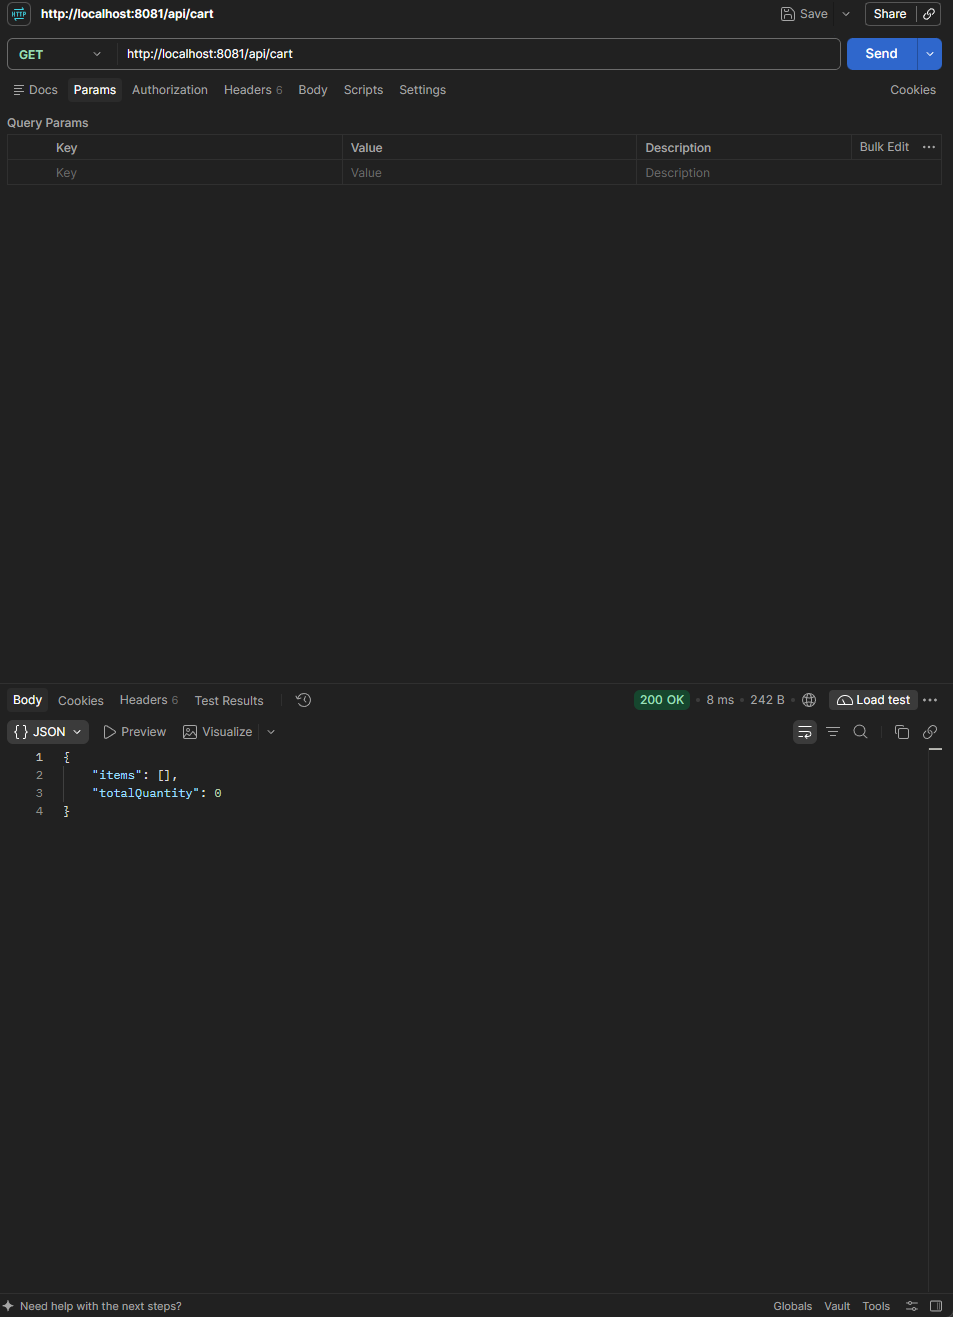 HTTP http://localhost:8081/api/cart Save Share
GET http://localhost:8081/api/cart Send
Docs Params Authorization Headers 6 Body Scripts Settings Cookies
Query Params
Key Value Description Bulk Edit
Key Value Description
Body Cookies Headers 6 Test Results 200 OK 8 ms 242 B Load test
{} JSON Preview Visualize
1 {
2 "items": [],
3 "totalQuantity": 0
4 }
Need help with the next steps? Globals Vault Tools